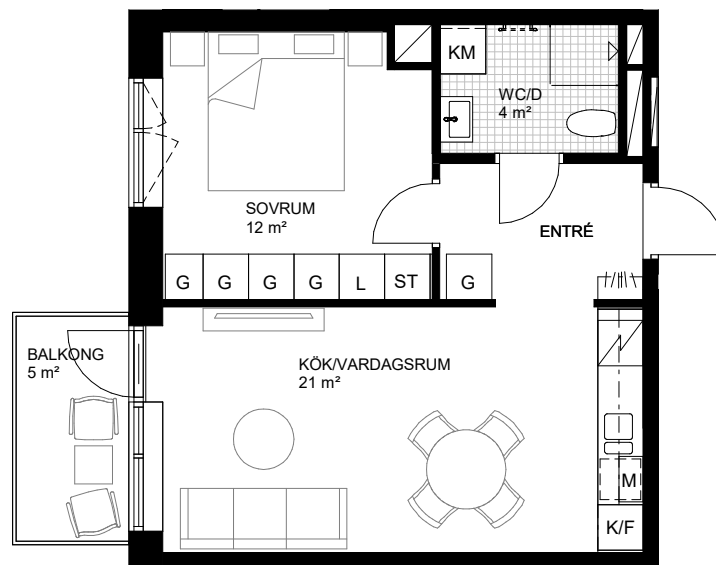 KM
WC/D
4 m²
SOVRUM
12 m²
ENTRÉ
G G G G L ST G
BALKONG
5 m²
KÖK/VARDAGSRUM
21 m²
M
K/F